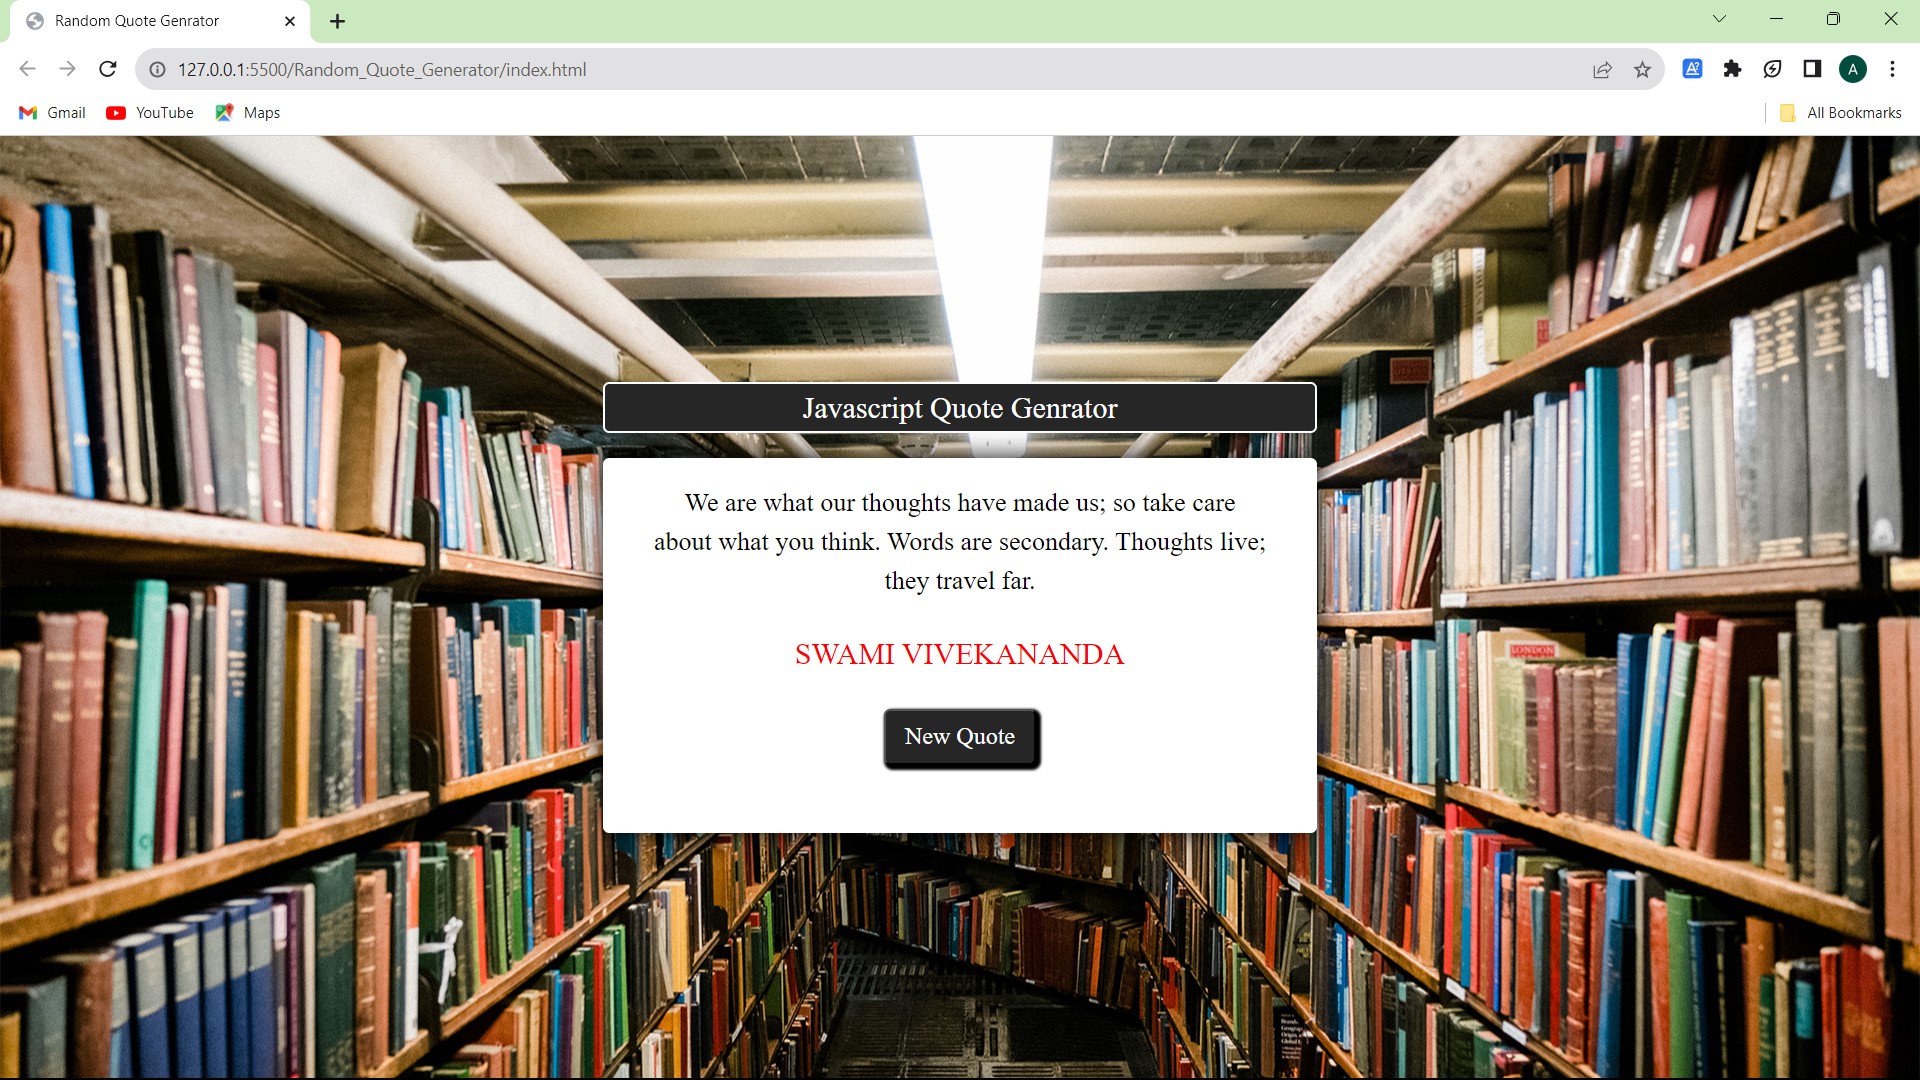 Random Quote Genrator
127.0.0.1:5500/Random_Quote_Generator/index.html
A
Gmail
YouTube
Maps
All Bookmarks
Javascript Quote Genrator
We are what our thoughts have made us; so take care
about what you think. Words are secondary. Thoughts live;
they travel far.
SWAMI VIVEKANANDA
New Quote
LONDON